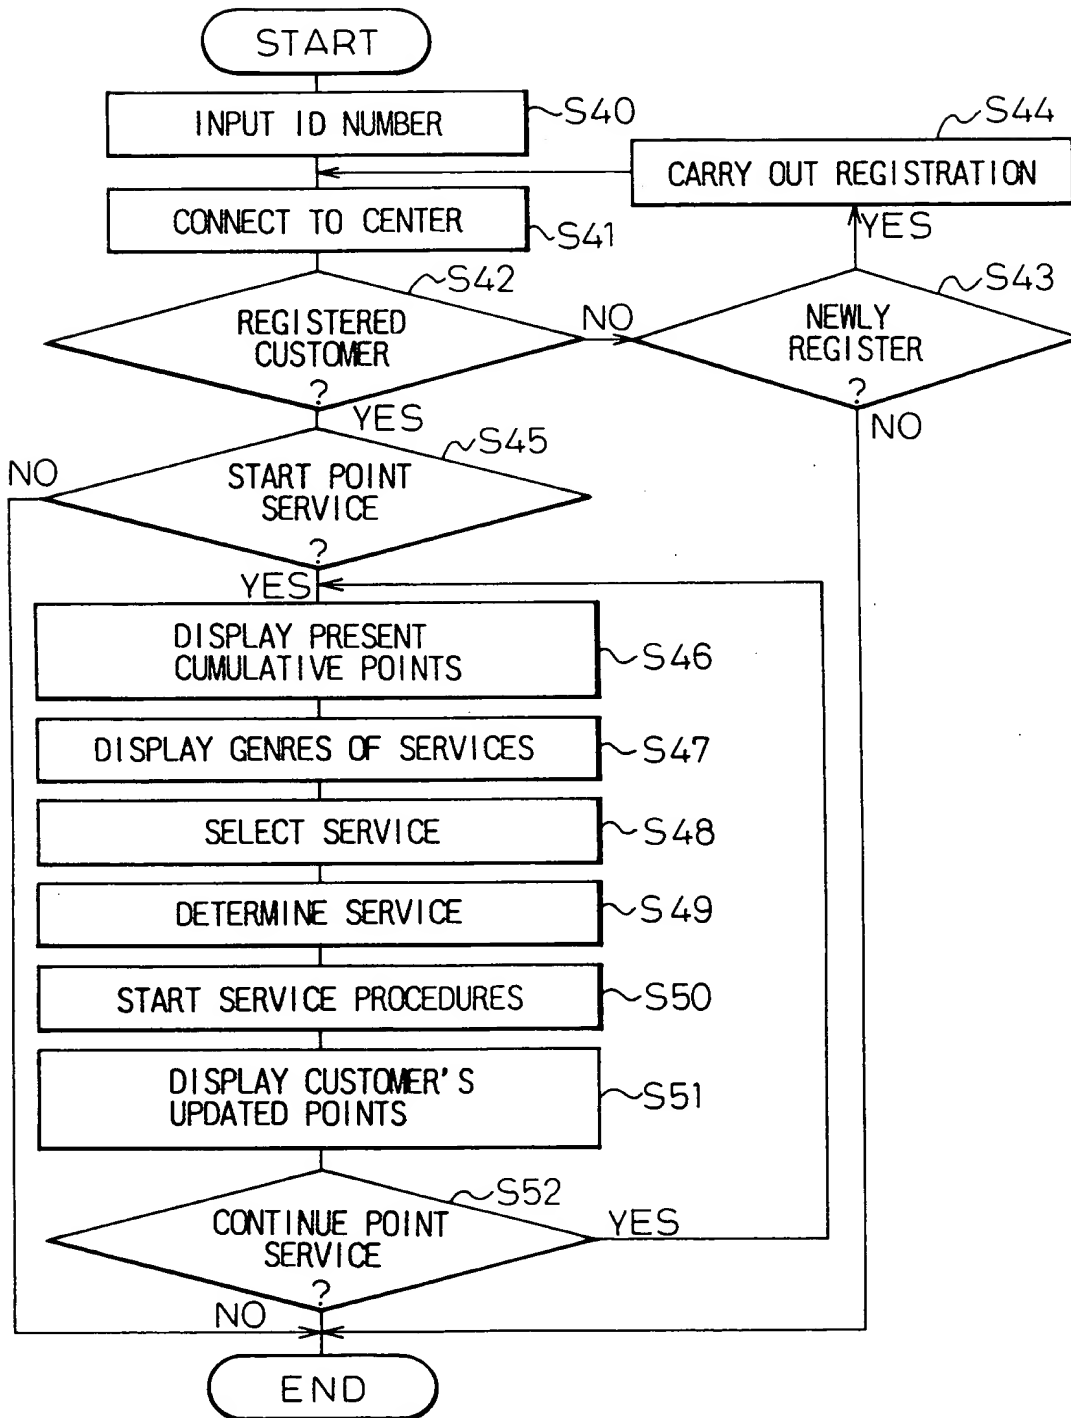 START
INPUT ID NUMBER
S40
S44
CARRY OUT REGISTRATION
CONNECT TO CENTER
S41
YES
S42
S43
REGISTERED
CUSTOMER
?
NO
NEWLY
REGISTER
?
YES
NO
S45
NO
START POINT
SERVICE
?
YES
DISPLAY PRESENT
CUMULATIVE POINTS
S46
DISPLAY GENRES OF SERVICES
S47
SELECT SERVICE
S48
DETERMINE SERVICE
S49
START SERVICE PROCEDURES
S50
DISPLAY CUSTOMER'S
UPDATED POINTS
S51
S52
CONTINUE POINT
SERVICE
?
YES
NO
END